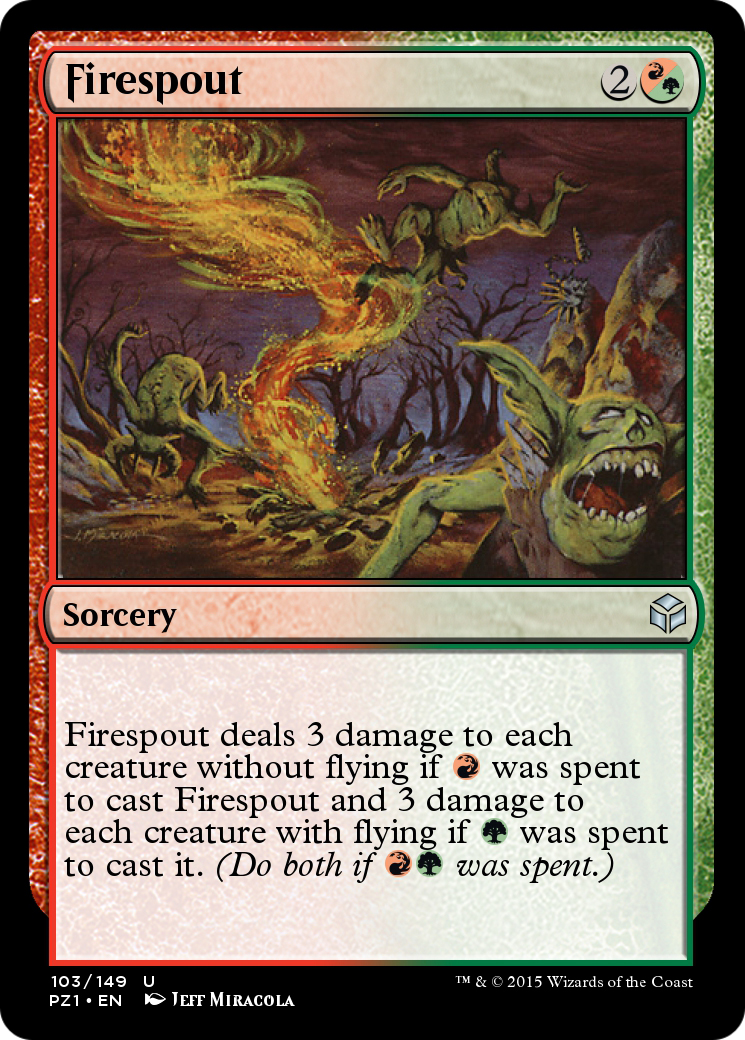 Firespout 2
Sorcery
Firespout deals 3 damage to each
creature without flying if was spent
to cast Firespout and 3 damage to
each creature with flying if was spent
to cast it. (Do both if was spent.)
103/149 U
PZ1 • EN JEFF MIRACOLA
™ & © 2015 Wizards of the Coast